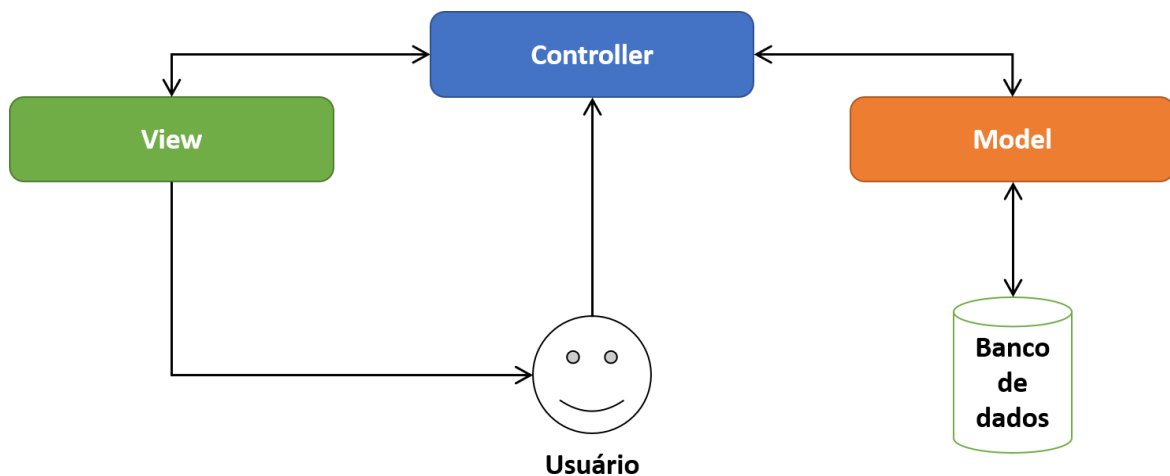 Controller
View
Model
Banco
de
dados
Usuário